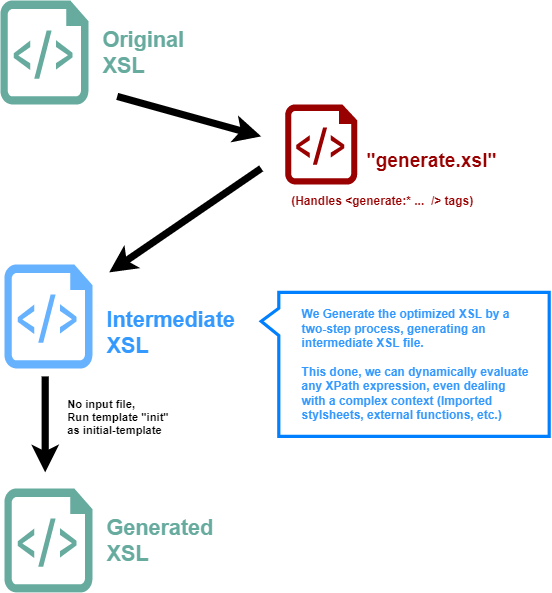 </>
Original
XSL
</>
"generate.xsl"
(Handles <generate:* ... /> tags)
</>
Intermediate
XSL
We Generate the optimized XSL by a
two-step process, generating an
intermediate XSL file.
This done, we can dynamically evaluate
any XPath expression, even dealing
with a complex context (Imported
stylsheets, external functions, etc.)
No input file,
Run template "init"
as initial-template
</>
Generated
XSL